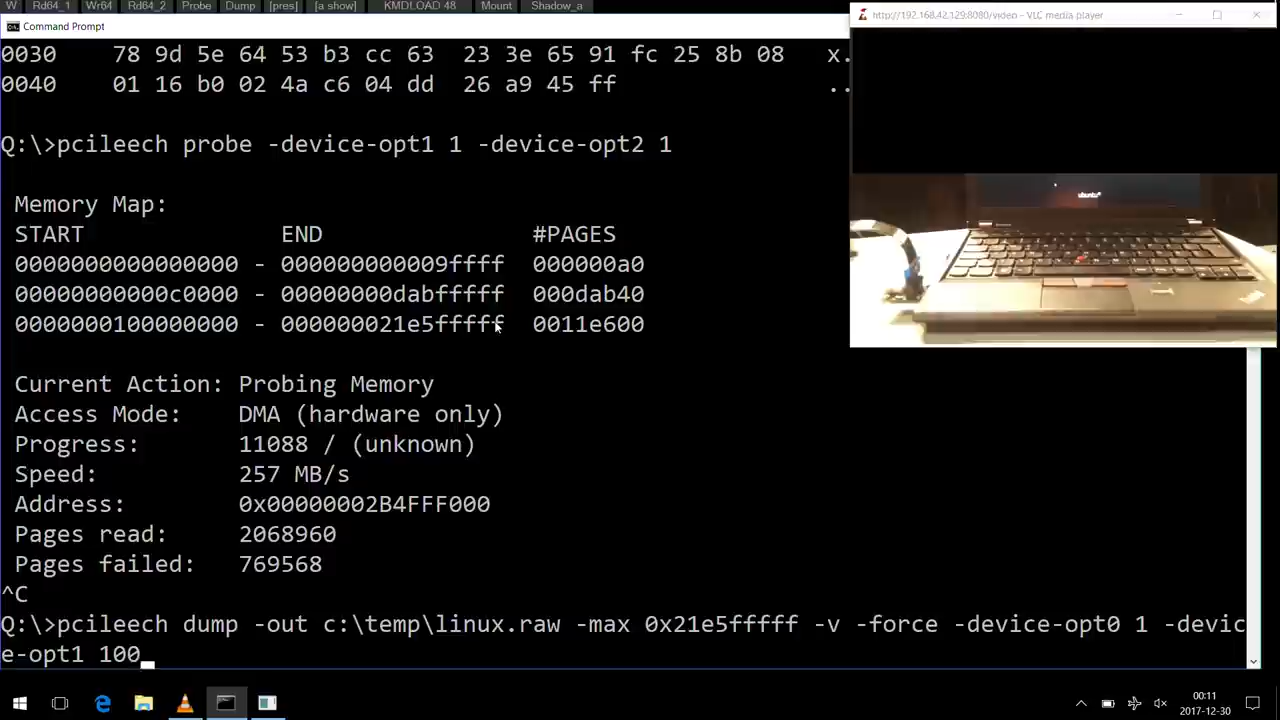 W Rd64_1 Wr64 Rd64_2 Probe Dump [pres] [a show] KMDLOAD 48 Mount Shadow_a
Command Prompt
http://192.168.42.129:8080/video - VLC media player
0030 78 9d 5e 64 53 b3 cc 63 23 3e 65 91 fc 25 8b 08 x.
0040 01 16 b0 02 4a c6 04 dd 26 a9 45 ff ..
Q:\>pcileech probe -device-opt1 1 -device-opt2 1
Memory Map:
START END #PAGES
0000000000000000 - 000000000009ffff 000000a0
00000000000c0000 - 00000000dabfffff 000dab40
0000000100000000 - 000000021e5fffff 0011e600
Current Action: Probing Memory
Access Mode: DMA (hardware only)
Progress: 11088 / (unknown)
Speed: 257 MB/s
Address: 0x00000002B4FFF000
Pages read: 2068960
Pages failed: 769568
^C
Q:\>pcileech dump -out c:\temp\linux.raw -max 0x21e5fffff -v -force -device-opt0 1 -devic
e-opt1 100
ubuntu
00:11
2017-12-30